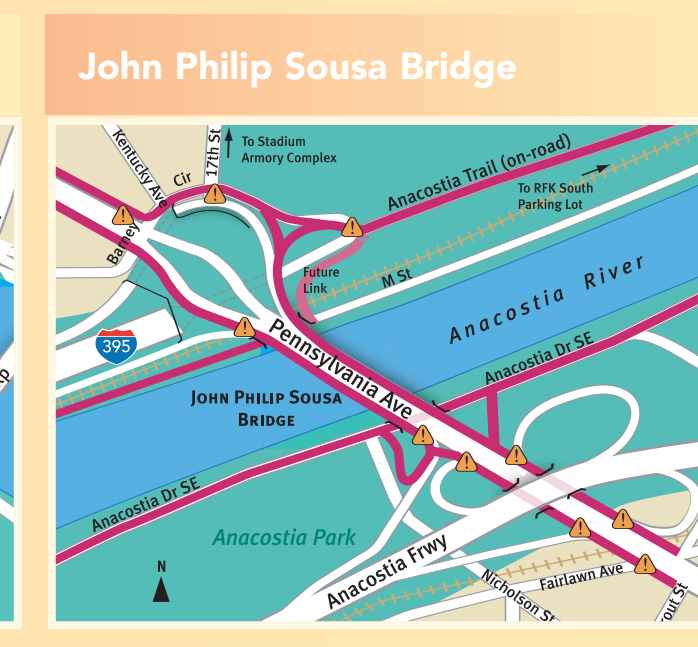 John Philip Sousa Bridge
Kentucky Ave
17th St
To Stadium
Armory Complex
Cir
Anacostia Trail (on-road)
To RFK South
Parking Lot
Barney
Future
Link
M St
Anacostia River
395
Pennsylvania Ave
Anacostia Dr SE
JOHN PHILIP SOUSA
BRIDGE
Anacostia Dr SE
Anacostia Park
N
Anacostia Frwy
Fairlawn Ave
Nicholson St